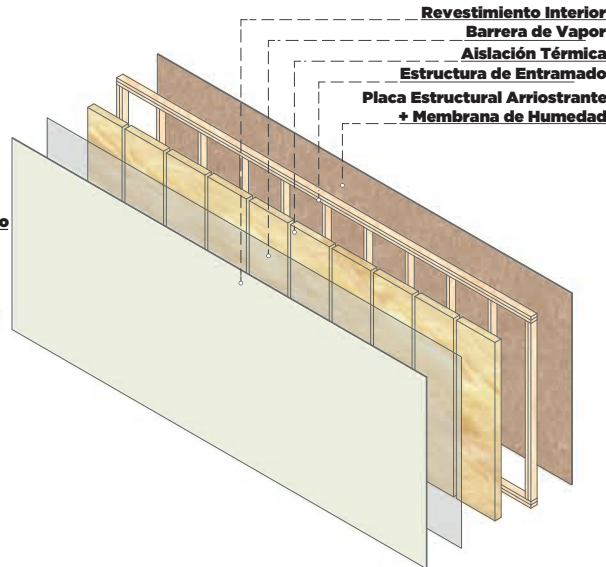 Revestimiento Interior
Barrera de Vapor
Aislación Térmica
Estructura de Entramado
Placa Estructural Arriostrante
+ Membrana de Humedad